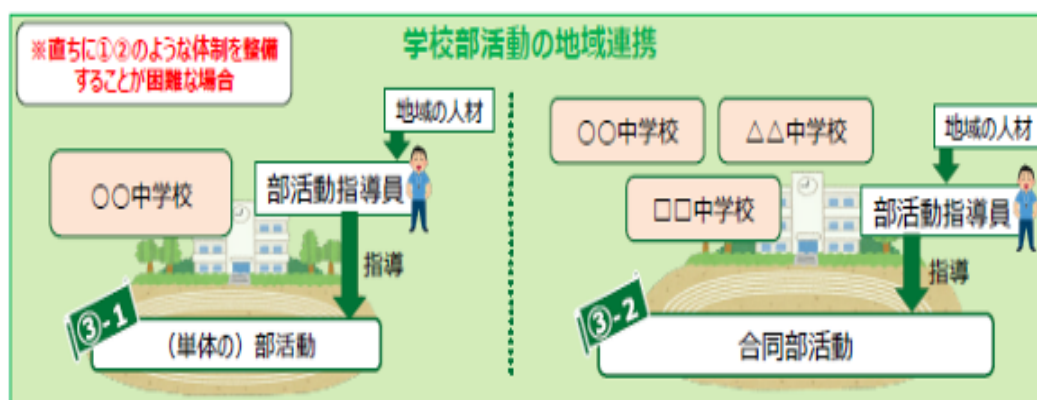 学校部活動の地域連携
※直ちに①②のような体制を整備
することが困難な場合
地域の人材
○○中学校
部活動指導員
指導
③-1
（単体の）部活動
○○中学校
△△中学校
地域の人材
□□中学校
部活動指導員
指導
③-2
合同部活動